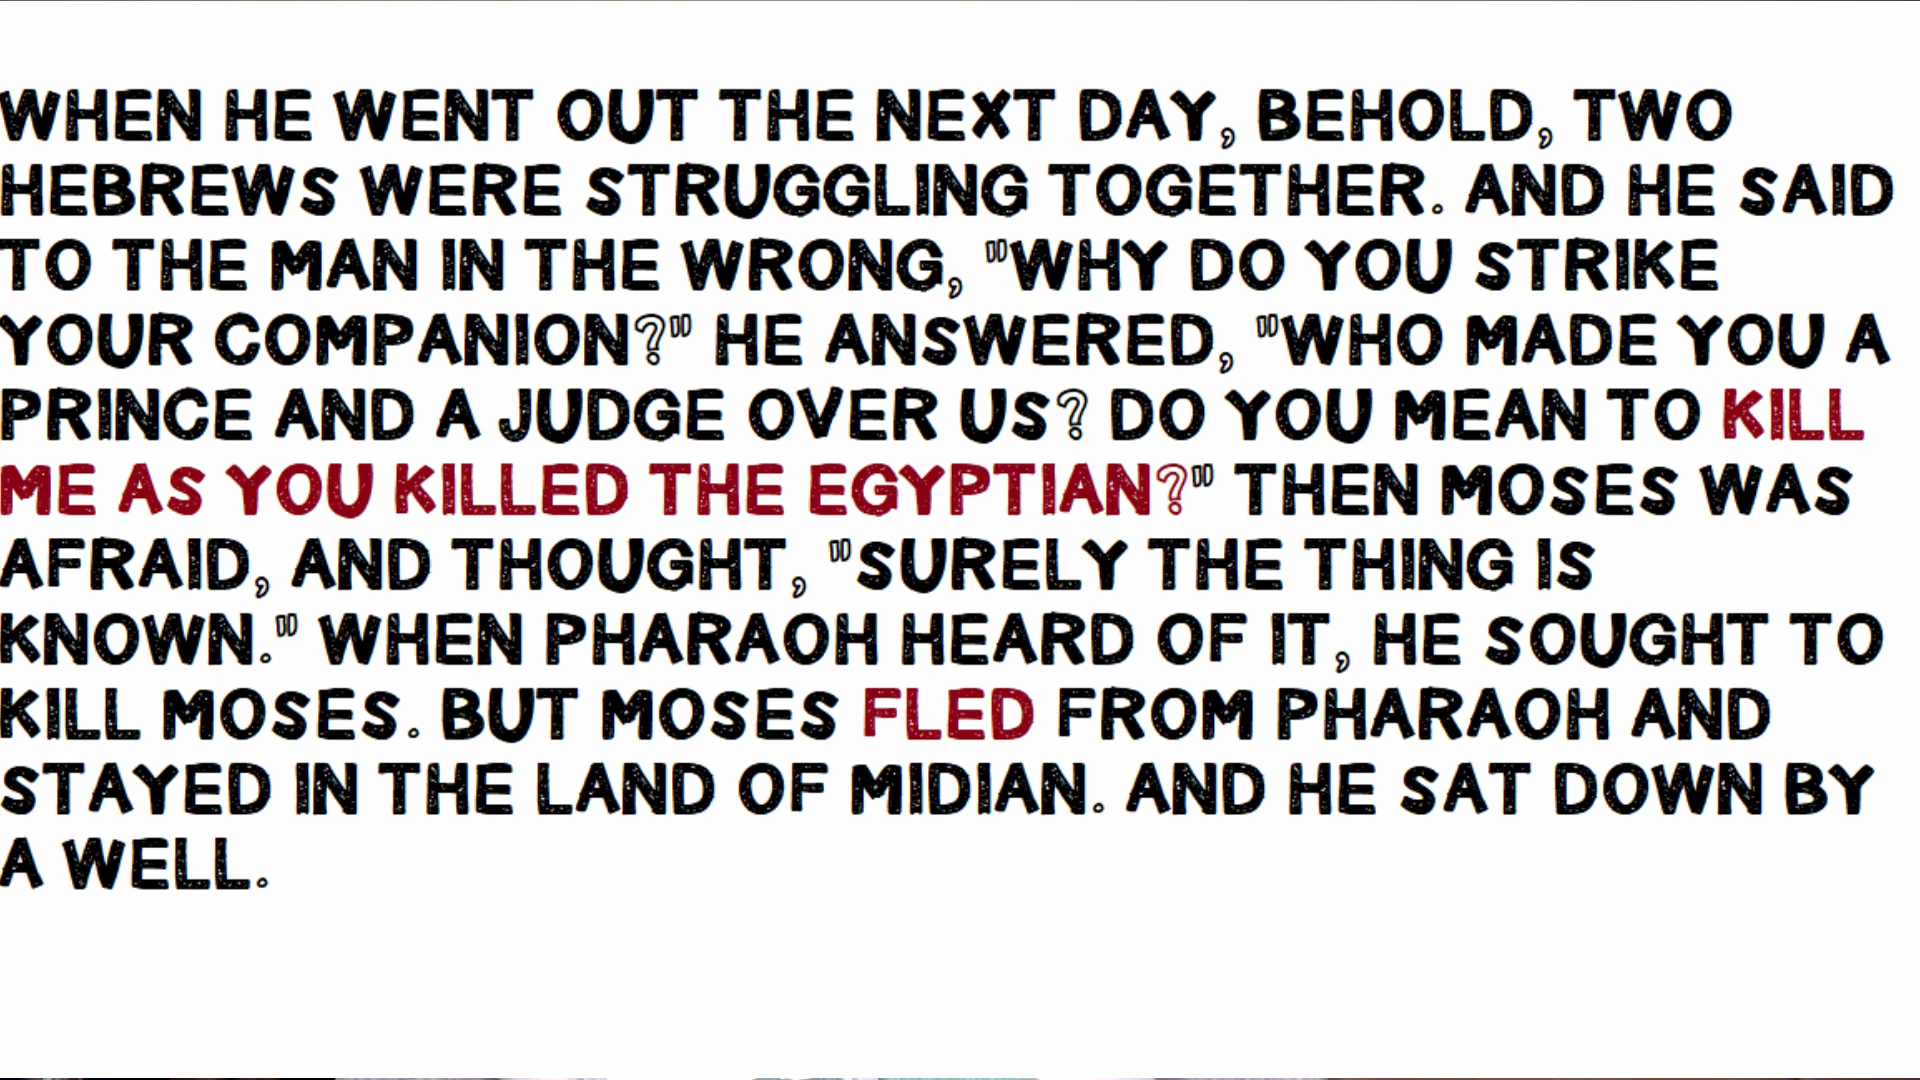 WHEN HE WENT OUT THE NEXT DAY, BEHOLD, TWO
HEBREWS WERE STRUGGLING TOGETHER. AND HE SAID
TO THE MAN IN THE WRONG, "WHY DO YOU STRIKE
YOUR COMPANION?" HE ANSWERED, "WHO MADE YOU A
PRINCE AND A JUDGE OVER US? DO YOU MEAN TO KILL
ME AS YOU KILLED THE EGYPTIAN?" THEN MOSES WAS
AFRAID, AND THOUGHT, "SURELY THE THING IS
KNOWN." WHEN PHARAOH HEARD OF IT, HE SOUGHT TO
KILL MOSES. BUT MOSES FLED FROM PHARAOH AND
STAYED IN THE LAND OF MIDIAN. AND HE SAT DOWN BY
A WELL.